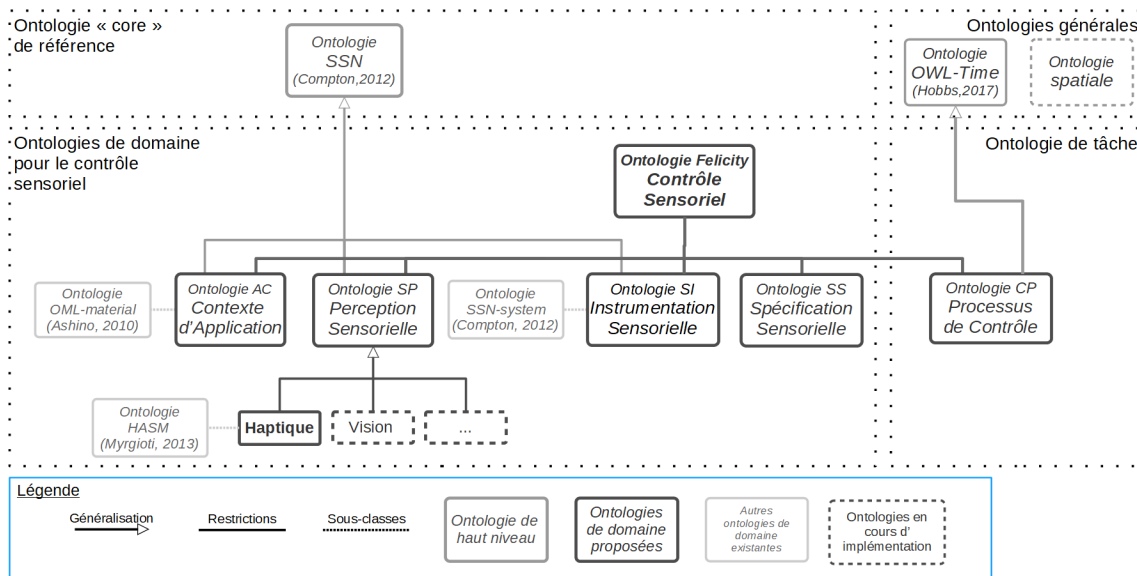 Ontologie « core »
de référence
Ontologie
SSN
(Compton,2012)
Ontologies générales
Ontologie
OWL-Time
(Hobbs,2017)
Ontologie
spatiale
Ontologies de domaine
pour le contrôle
sensoriel
Ontologie de tâche
Ontologie Felicity
Contrôle
Sensoriel
Ontologie
OML-material
(Ashino, 2010)
Ontologie AC
Contexte
d’Application
Ontologie SP
Perception
Sensorielle
Ontologie
SSN-system
(Compton, 2012)
Ontologie SI
Instrumentation
Sensorielle
Ontologie SS
Spécification
Sensorielle
Ontologie CP
Processus
de Contrôle
Ontologie
HASM
(Myrgioti, 2013)
Haptique
Vision
...
Légende
Généralisation
Restrictions
Sous-classes
Ontologie de
haut niveau
Ontologies
de domaine
proposées
Autres
ontologies de
domaine
existantes
Ontologies en
cours d’
implémentation